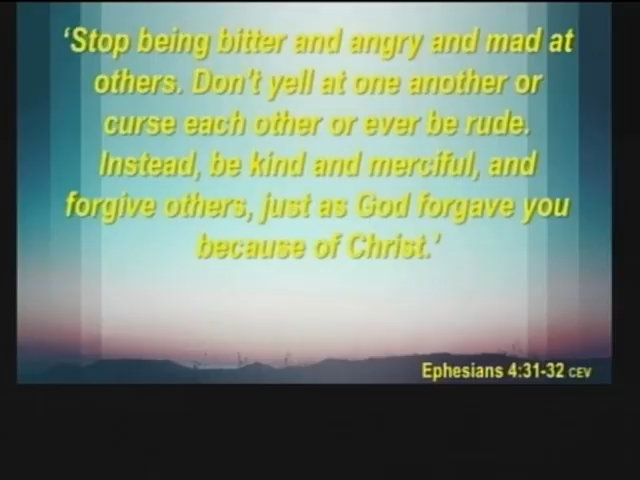 ‘Stop being bitter and angry and mad at
others. Don't yell at one another or
curse each other or ever be rude.
Instead, be kind and merciful, and
forgive others, just as God forgave you
because of Christ.’
Ephesians 4:31-32 CEV